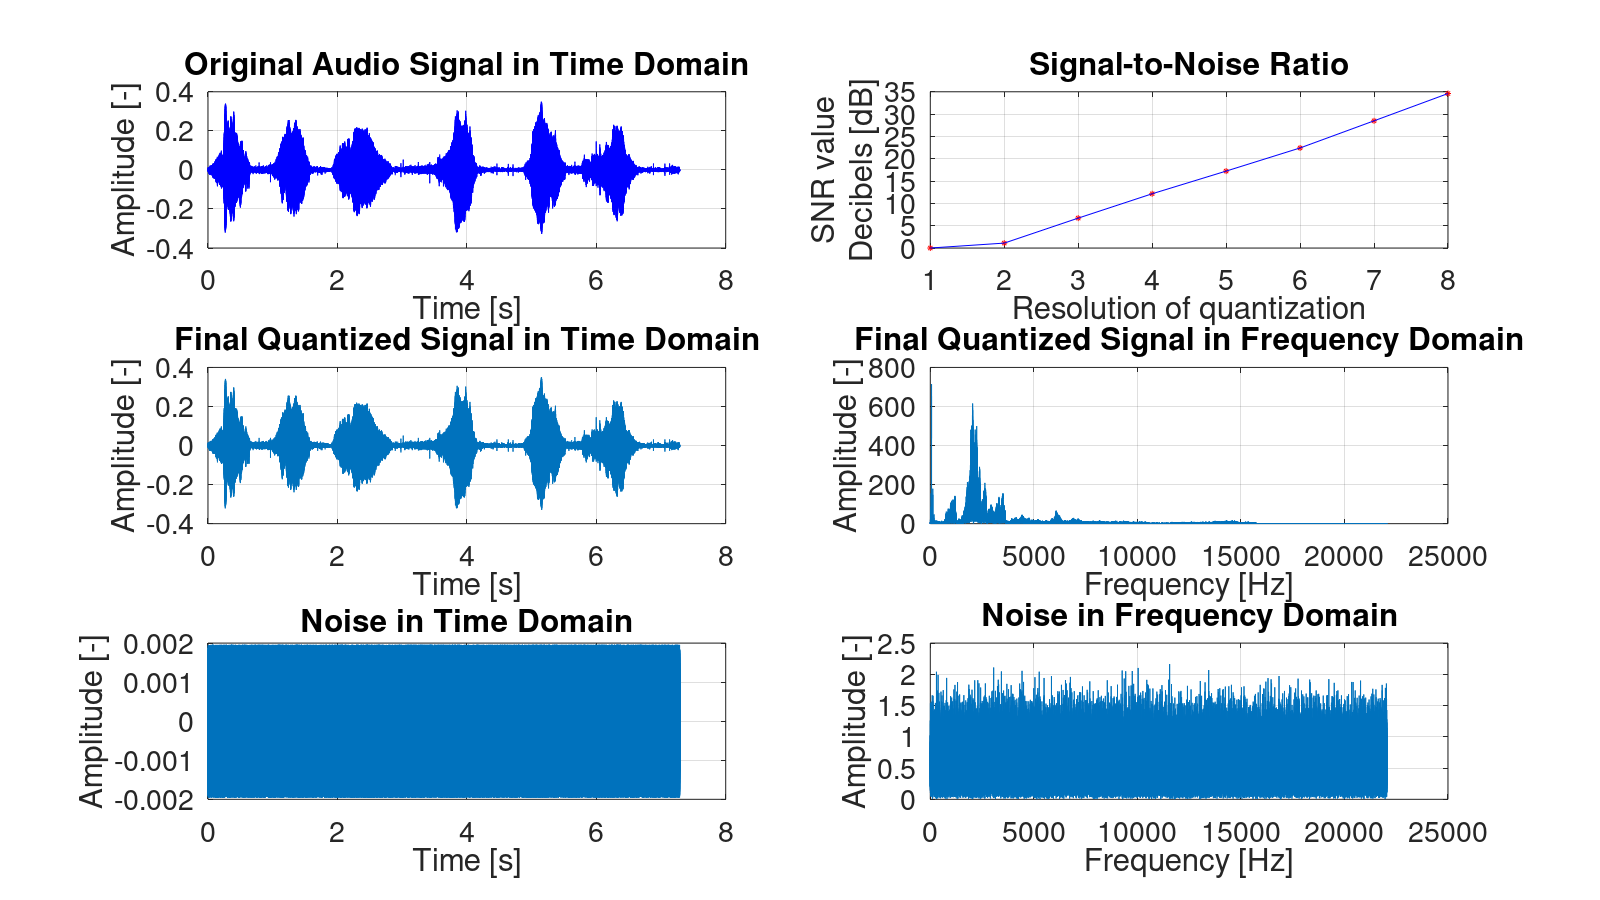 Original Audio Signal in Time Domain
Amplitude [-]
0.4
0.2
0
-0.2
-0.4
0 2 4 6 8
Time [s]
Signal-to-Noise Ratio
SNR value
Decibels [dB]
35
30
25
20
15
10
5
0
1 2 3 4 5 6 7 8
Resolution of quantization
Final Quantized Signal in Time Domain
Amplitude [-]
0.4
0.2
0
-0.2
-0.4
0 2 4 6 8
Time [s]
Final Quantized Signal in Frequency Domain
Amplitude [-]
800
600
400
200
0
0 5000 10000 15000 20000 25000
Frequency [Hz]
Noise in Time Domain
Amplitude [-]
0.002
0.001
0
-0.001
-0.002
0 2 4 6 8
Time [s]
Noise in Frequency Domain
Amplitude [-]
2.5
2
1.5
1
0.5
0
0 5000 10000 15000 20000 25000
Frequency [Hz]